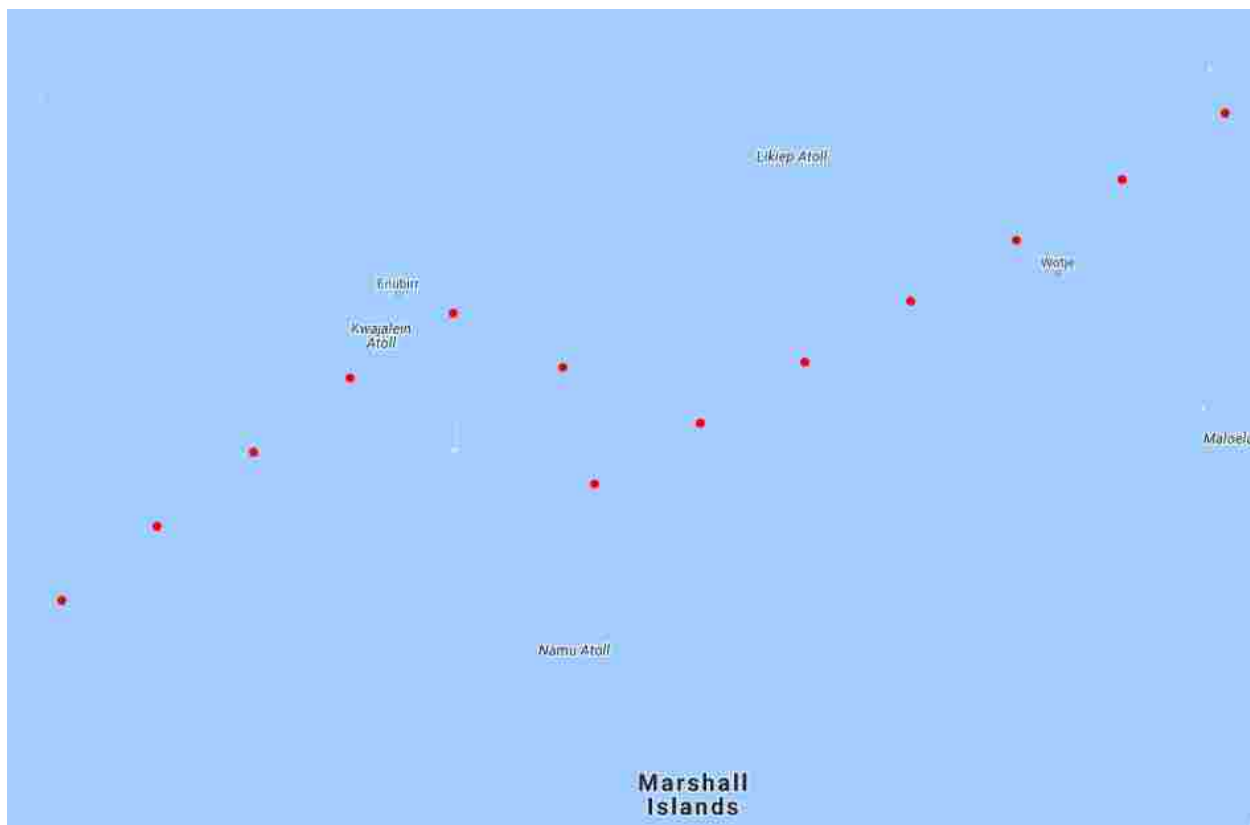 Likiep Atoll
Wotje
Enubirr
Kwajalein
Atoll
Maloela
Namu Atoll
Marshall
Islands